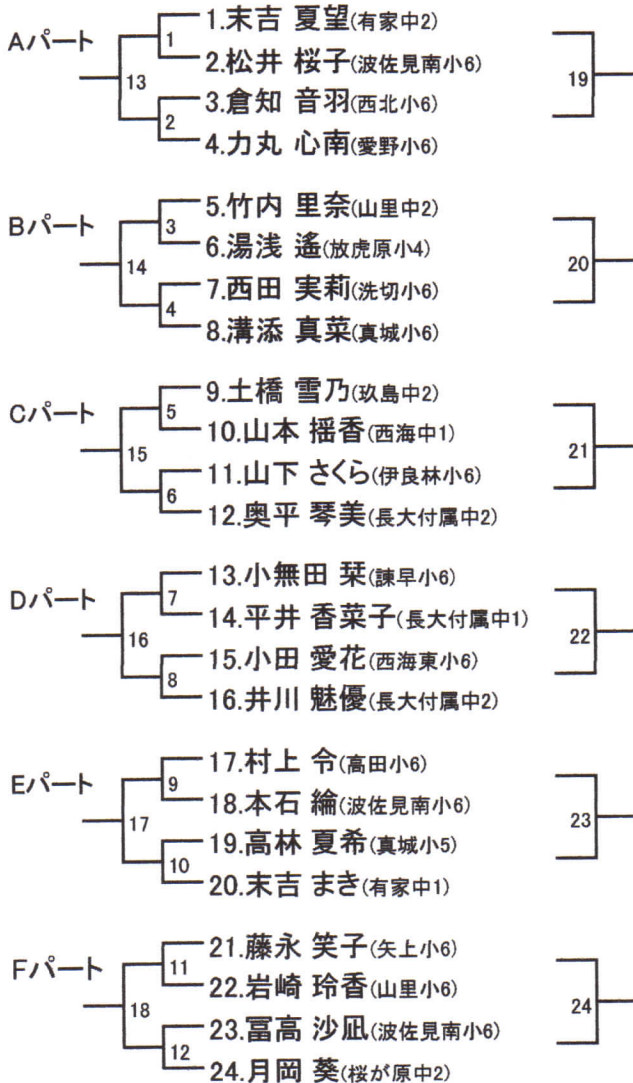 Aパート
1
13
2
1.末吉 夏望(有家中2)
2.松井 桜子(波佐見南小6)
3.倉知 音羽(西北小6)
4.力丸 心南(愛野小6)
19
Bパート
3
14
4
5.竹内 里奈(山里中2)
6.湯浅 遙(放虎原小4)
7.西田 実莉(洗切小6)
8.溝添 真菜(真城小6)
20
Cパート
5
15
6
9.土橋 雪乃(玖島中2)
10.山本 揺香(西海中1)
11.山下 さくら(伊良林小6)
12.奥平 琴美(長大付属中2)
21
Dパート
7
16
8
13.小無田 栞(諫早小6)
14.平井 香菜子(長大付属中1)
15.小田 愛花(西海東小6)
16.井川 魅優(長大付属中2)
22
Eパート
9
17
10
17.村上 令(高田小6)
18.本石 綸(波佐見南小6)
19.高林 夏希(真城小5)
20.末吉 まき(有家中1)
23
Fパート
11
18
12
21.藤永 笑子(矢上小6)
22.岩崎 玲香(山里小6)
23.冨高 沙凪(波佐見南小6)
24.月岡 葵(桜が原中2)
24